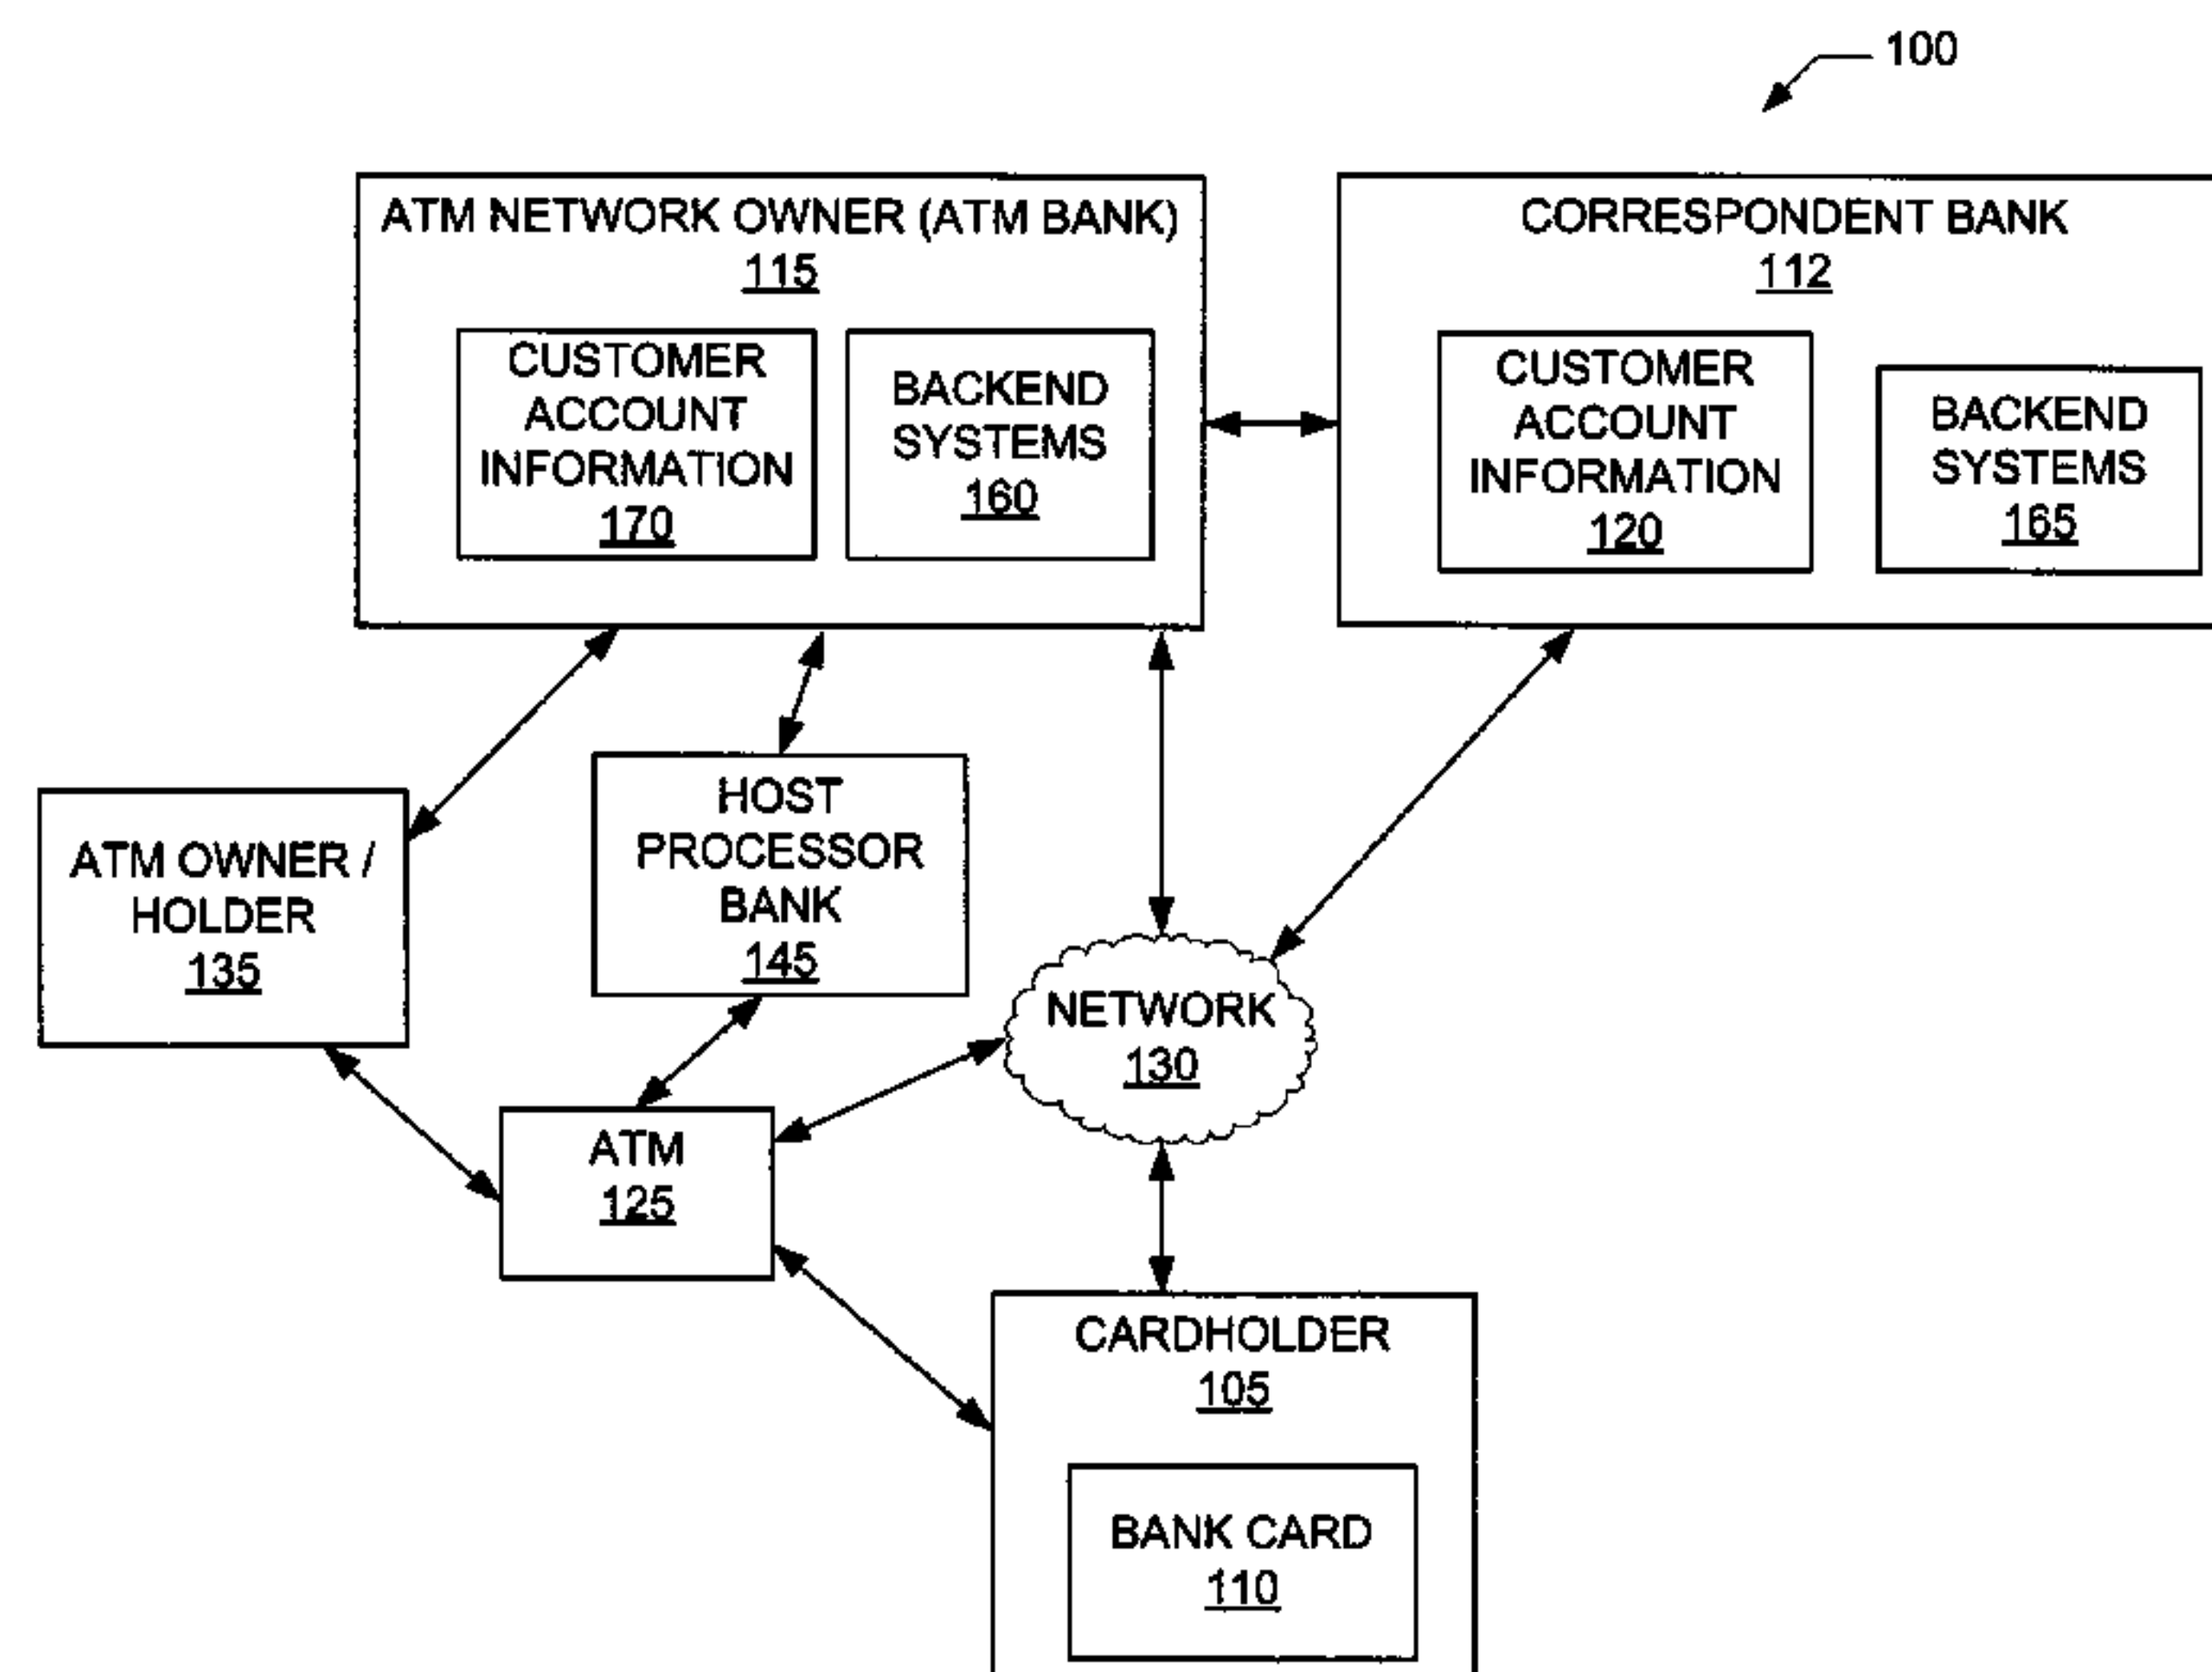 100
ATM NETWORK OWNER (ATM BANK)
115
CUSTOMER
ACCOUNT
INFORMATION
170
BACKEND
SYSTEMS
160
CORRESPONDENT BANK
112
CUSTOMER
ACCOUNT
INFORMATION
120
BACKEND
SYSTEMS
165
ATM OWNER /
HOLDER
135
HOST
PROCESSOR
BANK
145
NETWORK
130
ATM
125
CARDHOLDER
105
BANK CARD
110